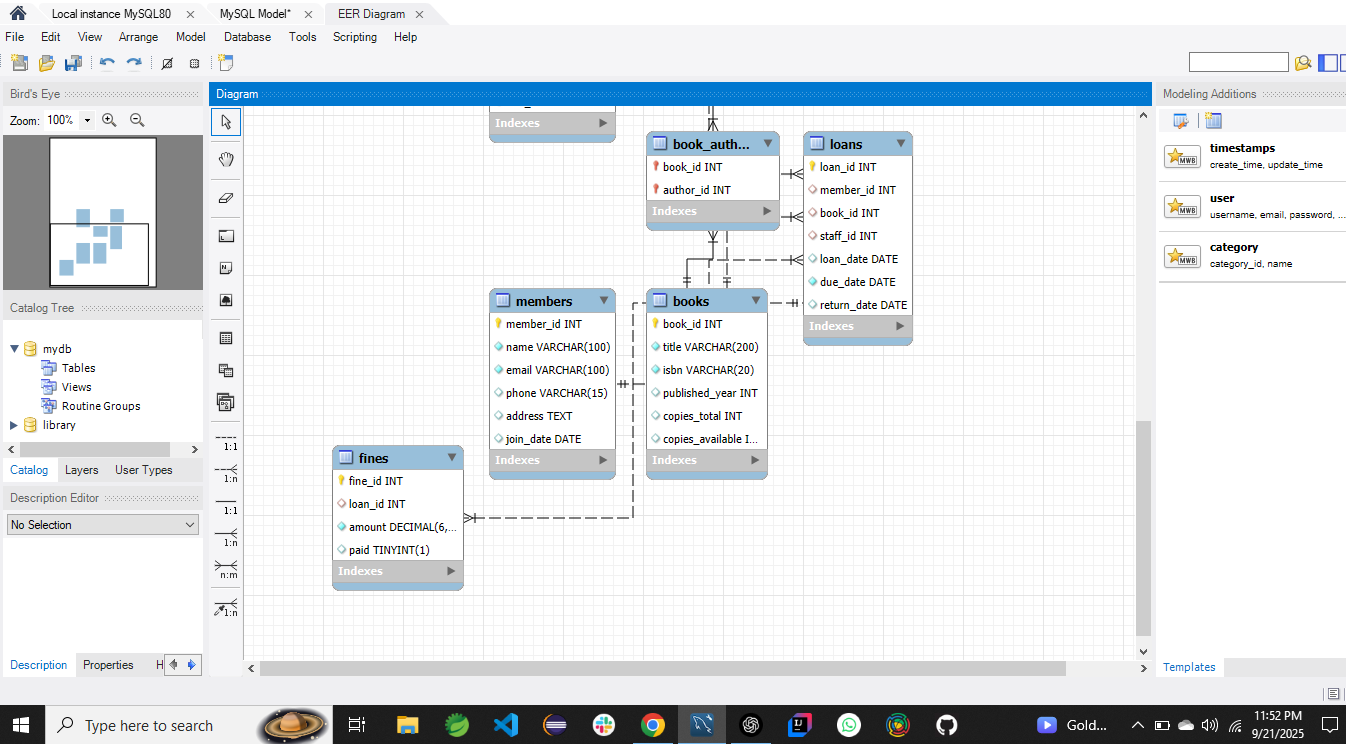 Local instance MySQL80
MySQL Model*
EER Diagram
File Edit View Arrange Model Database Tools Scripting Help
Bird's Eye
Zoom: 100%
Catalog Tree
mydb
Tables
Views
Routine Groups
library
Catalog Layers User Types
Description Editor
No Selection
Description Properties H
Diagram
1:1
1:n
1:1
1:n
n:m
1:n
Indexes
book_auth...
book_id INT
author_id INT
Indexes
loans
loan_id INT
member_id INT
book_id INT
staff_id INT
loan_date DATE
due_date DATE
return_date DATE
Indexes
members
member_id INT
name VARCHAR(100)
email VARCHAR(100)
phone VARCHAR(15)
address TEXT
join_date DATE
Indexes
books
book_id INT
title VARCHAR(200)
isbn VARCHAR(20)
published_year INT
copies_total INT
copies_available I...
Indexes
fines
fine_id INT
loan_id INT
amount DECIMAL(6,...
paid TINYINT(1)
Indexes
Modeling Additions
MWB
timestamps
create_time, update_time
MWB
user
username, email, password, ...
MWB
category
category_id, name
Templates
Type here to search
Gold...
11:52 PM
9/21/2025